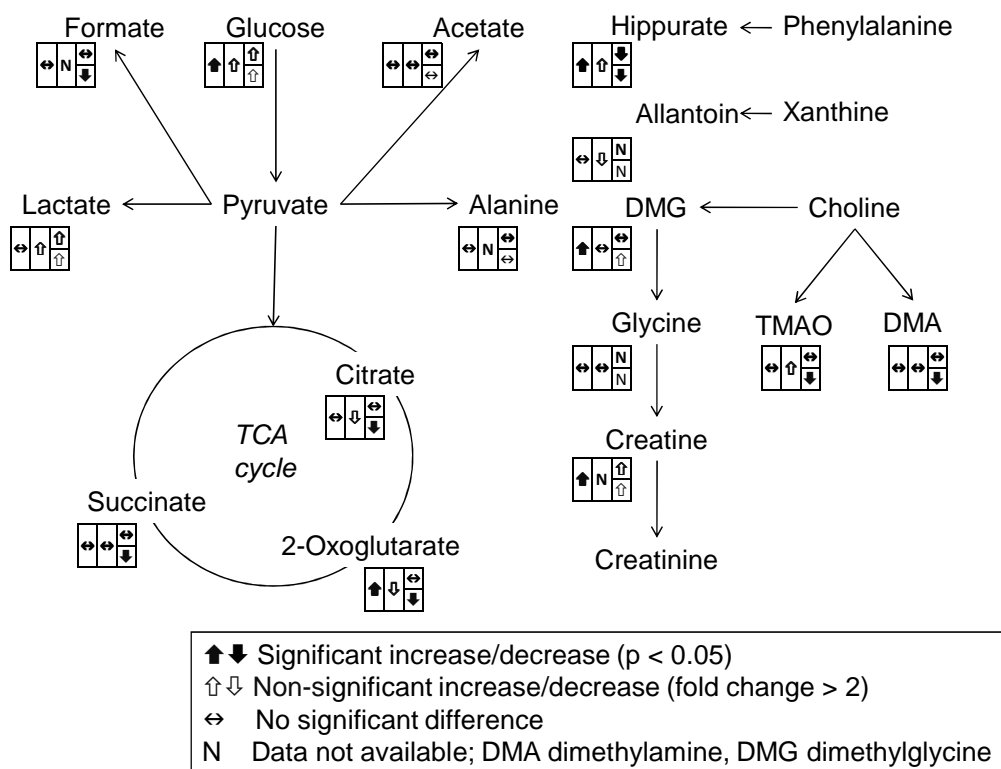 Formate Glucose Acetate Hippurate Phenylalanine
N
Allantoin Xanthine
N
N
Lactate Pyruvate Alanine DMG Choline
N
Glycine TMAO DMA
N
N
Citrate
TCA
cycle
Creatine
N
Succinate
2-Oxoglutarate
Creatinine
Significant increase/decrease (p < 0.05)
Non-significant increase/decrease (fold change > 2)
No significant difference
N Data not available; DMA dimethylamine, DMG dimethylglycine